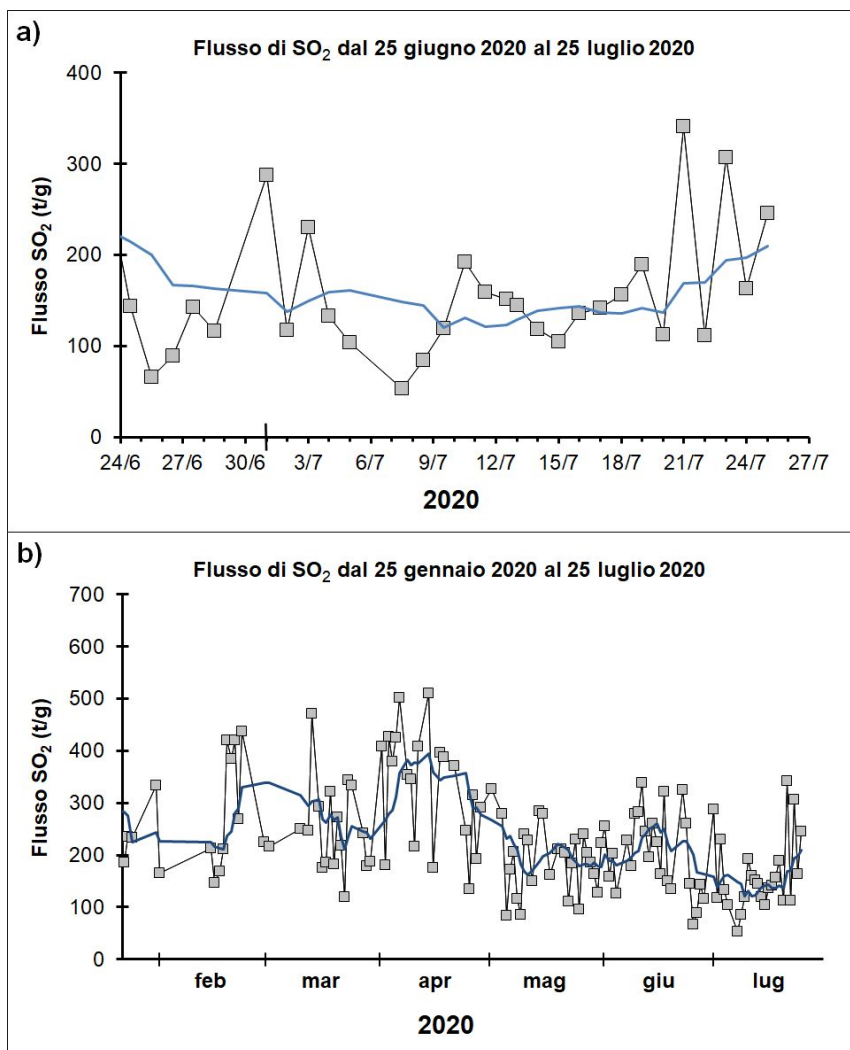 a)
Flusso di SO2 dal 25 giugno 2020 al 25 luglio 2020
Flusso SO2 (t/g)
400
300
200
100
0
24/6 27/6 30/6 3/7 6/7 9/7 12/7 15/7 18/7 21/7 24/7 27/7
2020
b)
Flusso di SO2 dal 25 gennaio 2020 al 25 luglio 2020
Flusso SO2 (t/g)
700
600
500
400
300
200
100
0
feb mar apr mag giu lug
2020